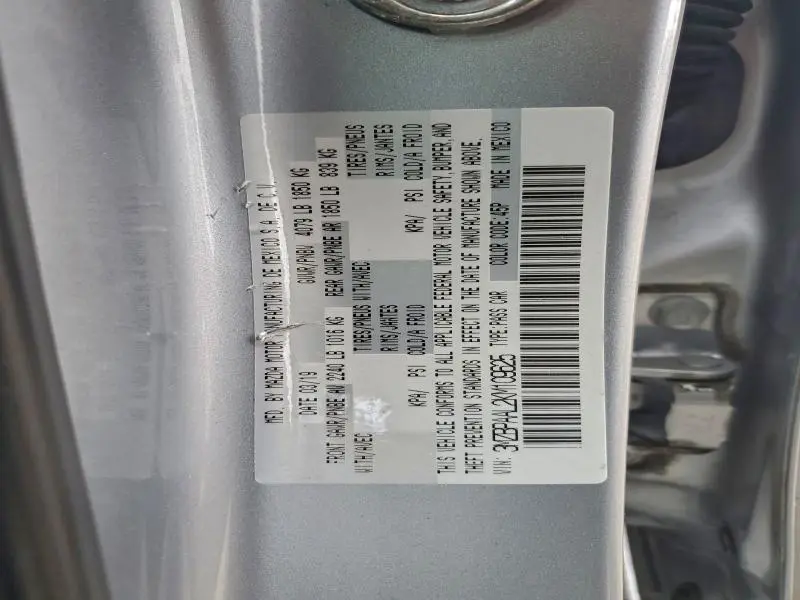 MFD. BY MAZDA MOTOR MANUFACTURING DE MEXICO S.A. DE C.V.
DATE 03/19 GVWR/PNBV 4079 LB 1850 KG
FRONT GAWR/PNBE AV 2240 LB 1016 KG REAR GAWR/PNBE AR 1850 LB 839 KG
WITH/AVEC TIRES/PNEUS WITH/AVEC TIRES/PNEUS
RIMS/JANTES RIMS/JANTES
KPA/ PSI COLD/A FROID KPA/ PSI COLD/A FROID
THIS VEHICLE CONFORMS TO ALL APPLICABLE FEDERAL MOTOR VEHICLE SAFETY, BUMPER, AND
THEFT PREVENTION STANDARDS IN EFFECT ON THE DATE OF MANUFACTURE SHOWN ABOVE.
VIN: 3MZBPAAL2KM109625 TYPE:PASS CAR COLOR CODE:45P MADE IN MEXICO